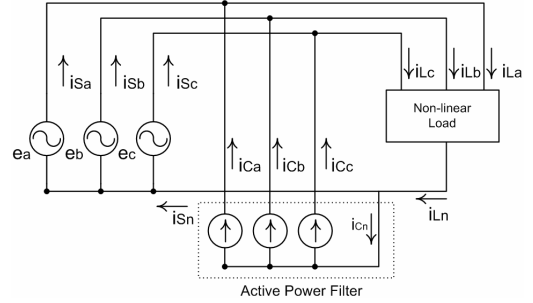 iSa
iSb
iSc
iLc
iLb
iLa
Non-linear
Load
ea
eb
ec
iCa
iCb
iCc
iSn
iCn
iLn
Active Power Filter